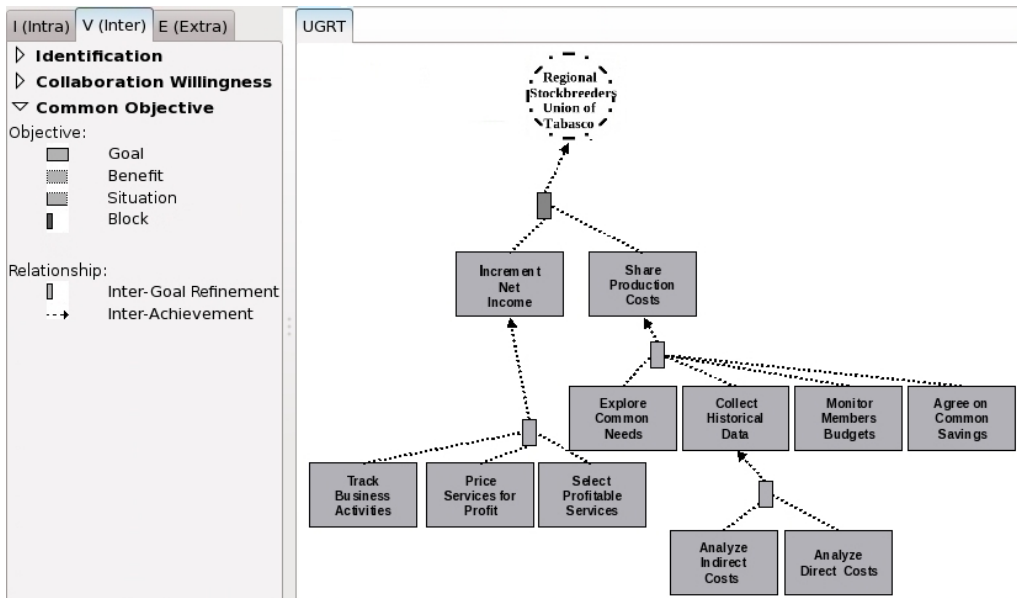 I (Intra) V (Inter) E (Extra)
Identification
Collaboration Willingness
Common Objective
Objective:
Goal
Benefit
Situation
Block
Relationship:
Inter-Goal Refinement
Inter-Achievement
UGRT
Regional
Stockbreeders
Union of
Tabasco
Increment
Net
Income
Share
Production
Costs
Explore
Common
Needs
Collect
Historical
Data
Monitor
Members
Budgets
Agree on
Common
Savings
Track
Business
Activities
Price
Services for
Profit
Select
Profitable
Services
Analyze
Indirect
Costs
Analyze
Direct Costs